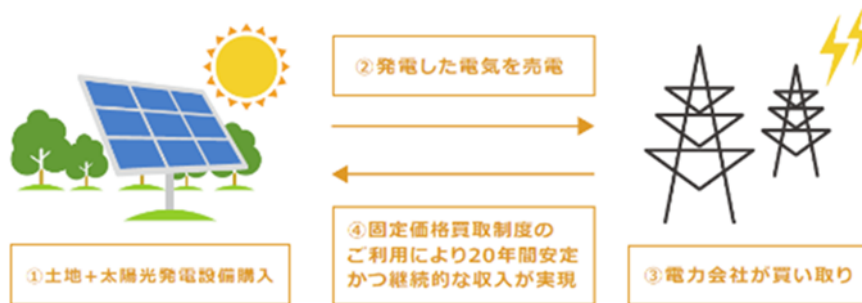 ②発電した電気を売電
④固定価格買取制度の
ご利用により20年間安定
かつ継続的な収入が実現
①土地+太陽光発電設備購入
③電力会社が買い取り